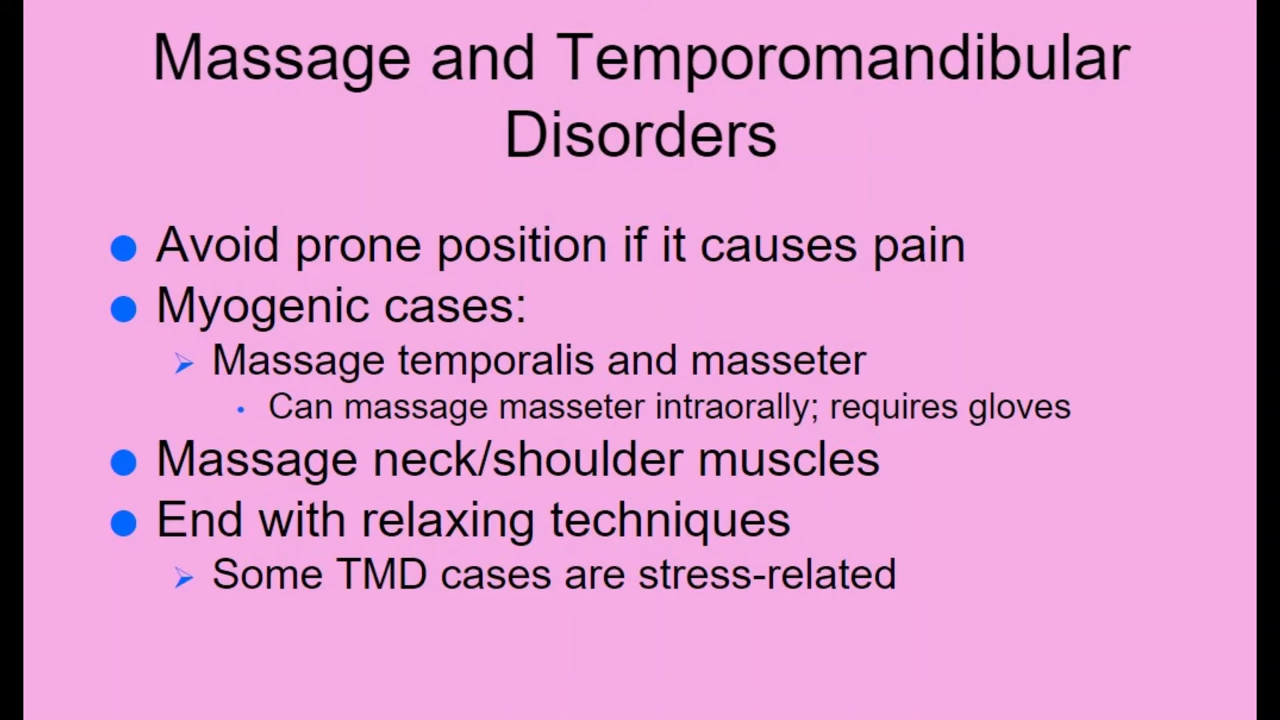 Massage and Temporomandibular
Disorders
● Avoid prone position if it causes pain
● Myogenic cases:
➢ Massage temporalis and masseter
• Can massage masseter intraorally; requires gloves
● Massage neck/shoulder muscles
● End with relaxing techniques
➢ Some TMD cases are stress-related